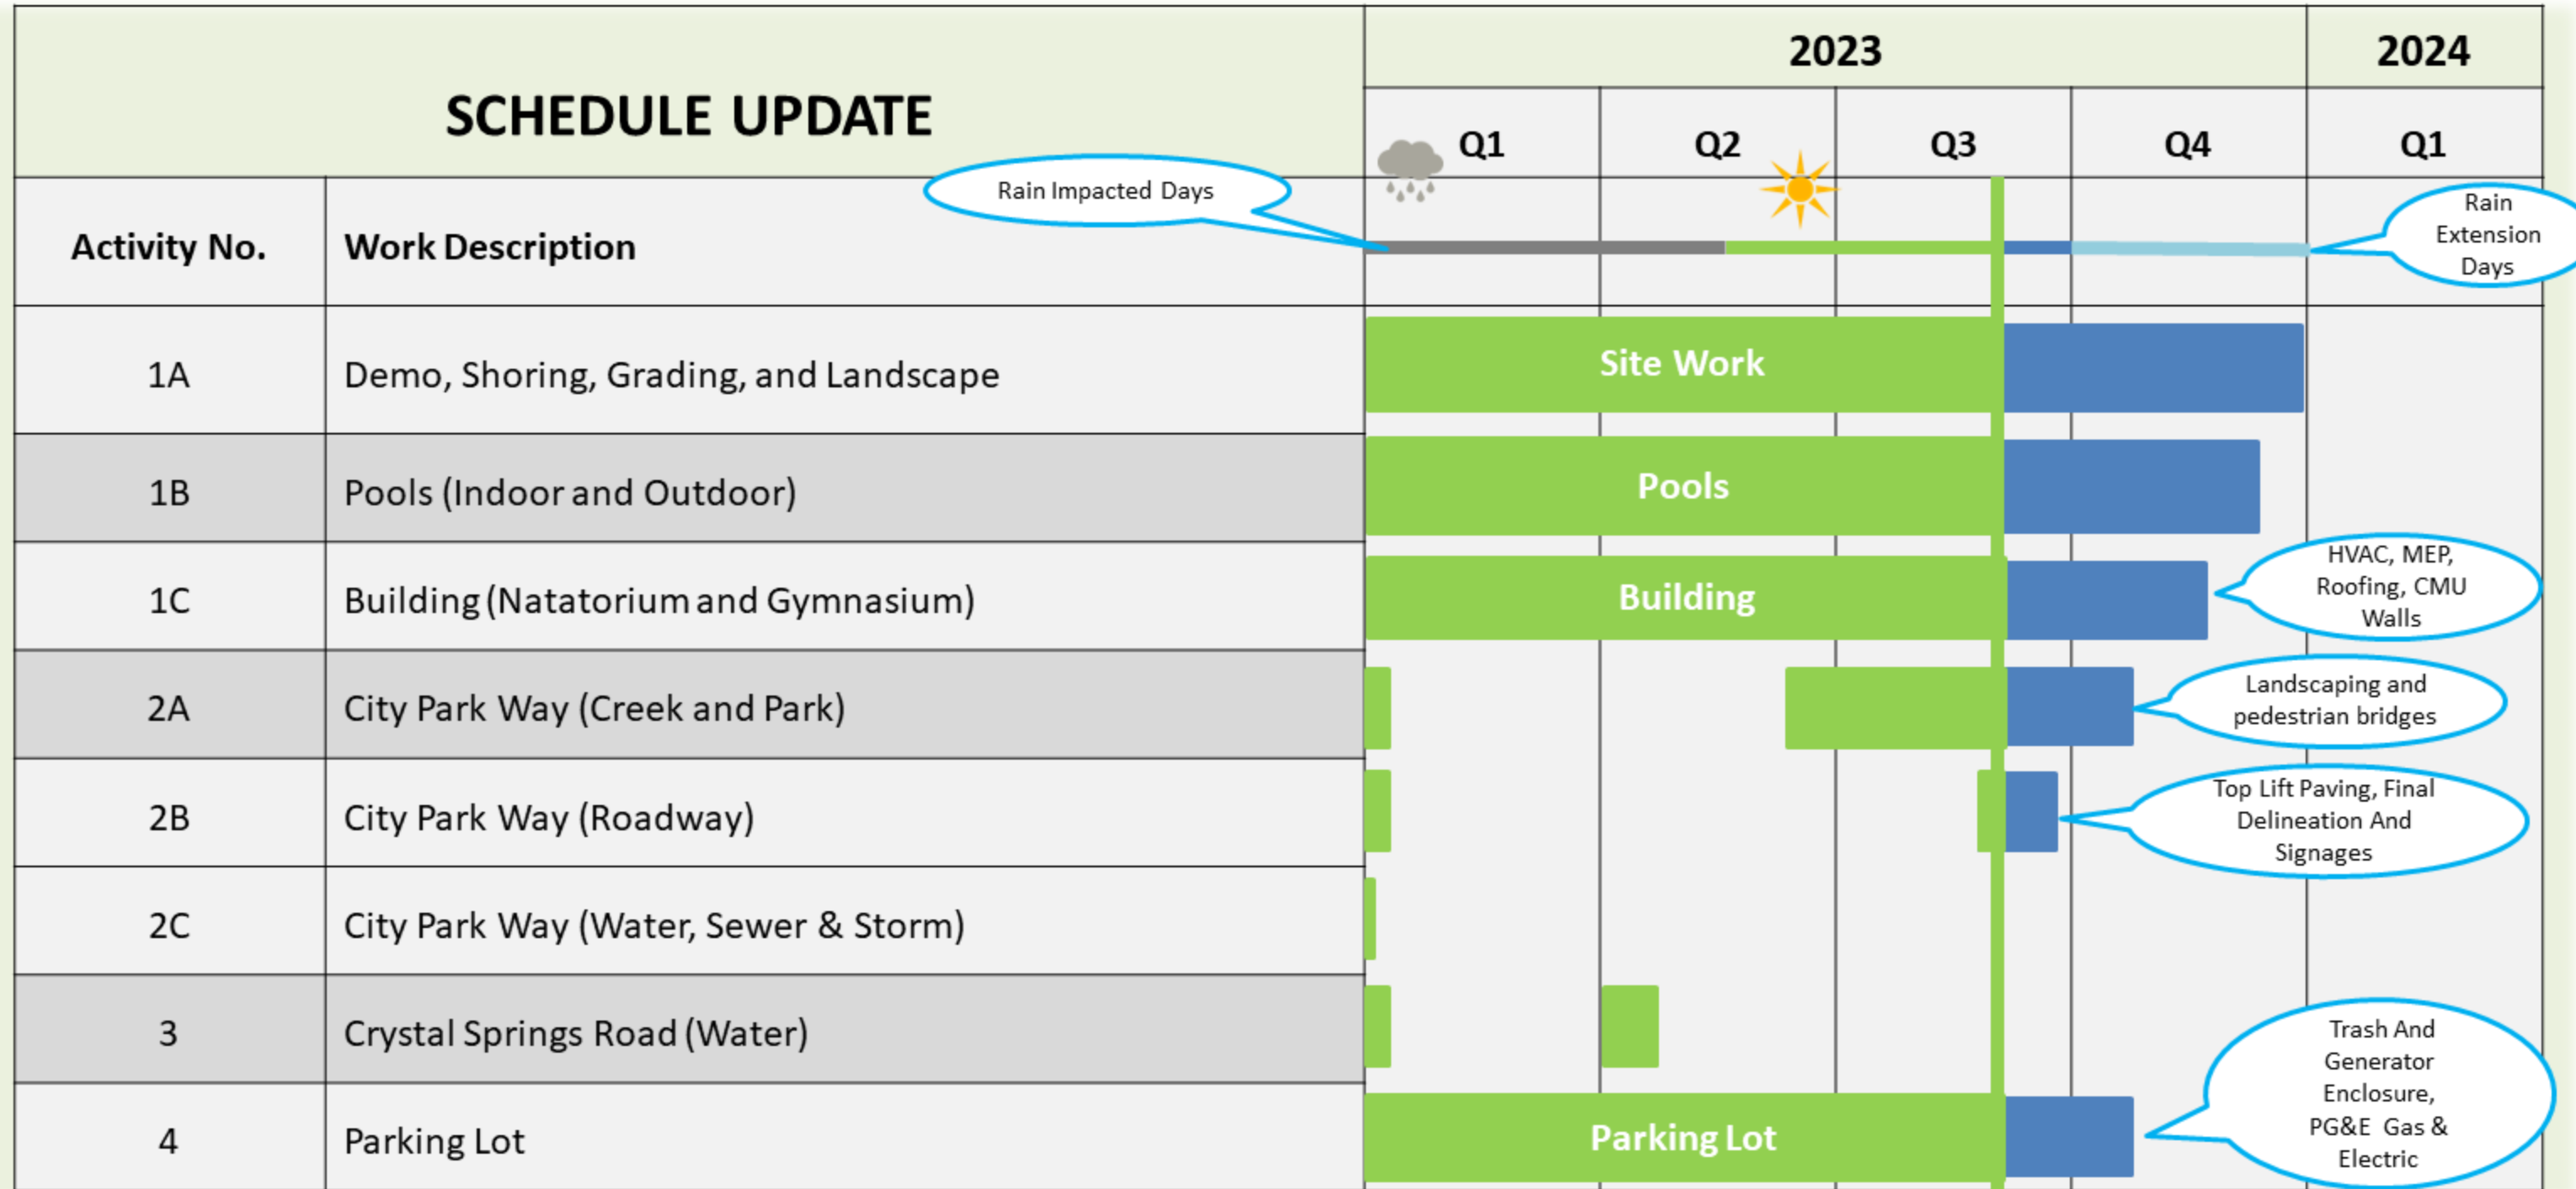 SCHEDULE UPDATE
2023
2024
Q1
Q2
Q3
Q4
Q1
Rain Impacted Days
Rain
Extension
Days
Activity No.
Work Description
1A
Demo, Shoring, Grading, and Landscape
Site Work
1B
Pools (Indoor and Outdoor)
Pools
1C
Building (Natatorium and Gymnasium)
Building
HVAC, MEP,
Roofing, CMU
Walls
2A
City Park Way (Creek and Park)
Landscaping and
pedestrian bridges
2B
City Park Way (Roadway)
Top Lift Paving, Final
Delineation And
Signages
2C
City Park Way (Water, Sewer & Storm)
3
Crystal Springs Road (Water)
4
Parking Lot
Parking Lot
Trash And
Generator
Enclosure,
PG&E Gas &
Electric